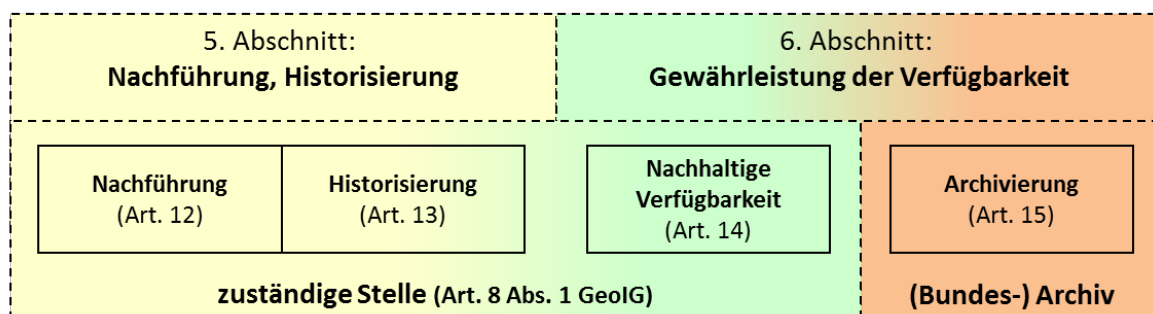 5. Abschnitt:
Nachführung, Historisierung
6. Abschnitt:
Gewährleistung der Verfügbarkeit
Nachführung
(Art. 12)
Historisierung
(Art. 13)
Nachhaltige
Verfügbarkeit
(Art. 14)
Archivierung
(Art. 15)
zuständige Stelle (Art. 8 Abs. 1 GeoIG)
(Bundes-) Archiv